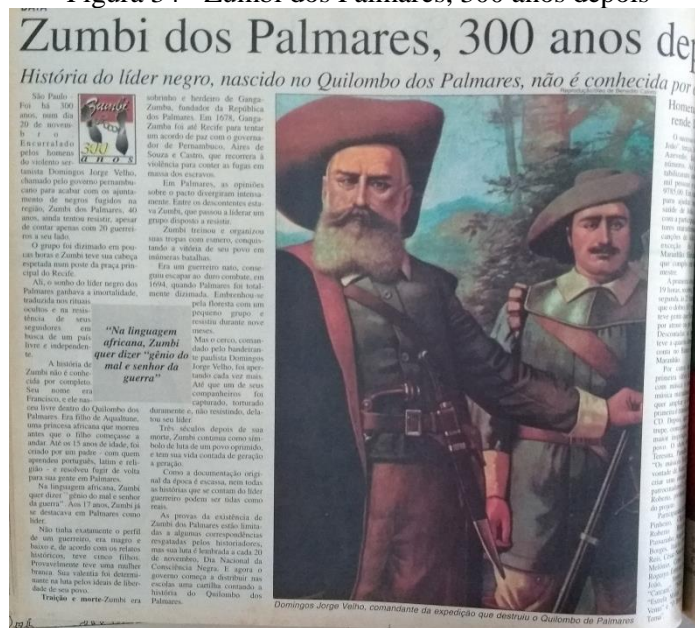 Zumbi dos Palmares, 300 anos
História do líder negro, nascido no Quilombo dos Palmares, não é conhecida por
São Paulo -
Foi há 300
anos, num dia
20 de novem-
b r o
Encurralado
pelos homens
do violento ser-
tanista Domingos Jorge Velho,
chamado pelo governo pernambu-
cano para acabar com os ajunta-
mento de negros fugidos na
região, Zumbi dos Palmares, 40
anos, ainda tentou resistir, apesar
de contar apenas com 20 guerrei-
ros a seu lado.
O grupo foi dizimado em pou-
cas horas e Zumbi teve sua cabeça
espetada num poste da praça prin-
cipal do Recife.
Ali, o sonho do líder negro dos
Palmares ganhava a imortalidade,
traduzida nos rituais
ocultos e na resis-
tência de seus
seguidores em
busca de um país
livre e independen-
te.
A história de
Zumbi não é conhe-
cida por completo.
Seu nome era
Francisco, e ele nas-
ceu livre dentro do Quilombo dos
Palmares. Era filho de Aqualtune,
uma princesa africana que morreu
antes que o filho começasse a
andar. Até os 15 anos de idade, foi
criado por um padre - com quem
aprendeu português, latim e reli-
gião - e resolveu fugir de volta
para sua gente em Palmares.
Na linguagem africana, Zumbi
quer dizer "gênio do mal e senhor
da guerra". Aos 17 anos, Zumbi já
se destacava em Palmares como
líder.
Não tinha exatamente o perfil
de um guerreiro, era magro e
baixo e, de acordo com os relatos
históricos, teve cinco filhos.
Provavelmente teve uma mulher
branca. Sua valentia foi determi-
nante na luta pelos ideais de liber-
dade de seu povo.
Traição e morte-Zumbi era
Zumbi
300
anos
"Na linguagem
africana, Zumbi
quer dizer "gênio do
mal e senhor da
guerra"
sobrinho e herdeiro de Ganga-
Zumba, fundador da República
dos Palmares. Em 1678, Ganga-
Zumba foi até Recife para tentar
um acordo de paz com o governa-
dor de Pernambuco, Aires de
Souza e Castro, que recorrera à
violência para conter as fugas em
massa dos escravos.
Em Palmares, as opiniões
sobre o pacto divergiram intensa-
mente. Entre os descontentes esta-
va Zumbi, que passou a liderar um
grupo disposto a resistir.
Zumbi treinou e organizou
suas tropas com esmero, conquis-
tando a vitória de seu povo em
inúmeras batalhas.
Era um guerreiro nato, conse-
guiu escapar ao duro combate, em
1694, quando Palmares foi total-
mente dizimada. Embrenhou-se
pela floresta com um
pequeno grupo e
resistiu durante nove
meses.
Mas o cerco, coman-
dado pelo bandeiran-
te paulista Domingos
Jorge Velho, foi aper-
tando cada vez mais.
Até que um de seus
companheiros foi
capturado, torturado
duramente e, não resistindo, dela-
tou seu líder.
Três séculos depois de sua
morte, Zumbi continua como sím-
bolo de luta de um povo oprimido,
e tem sua vida contada de geração
a geração.
Como a documentação origi-
nal da época é escassa, nem todas
as histórias que se contam do líder
guerreiro podem ser tidas como
reais.
As provas da existência de
Zumbi dos Palmares estão limita-
das a algumas correspondências
resgatadas pelos historiadores,
mas sua luta é lembrada a cada 20
de novembro, Dia Nacional da
Consciência Negra. E agora o
governo começa a distribuir nas
escolas uma cartilha contando a
história do Quilombo dos
Palmares.
Domingos Jorge Velho, comandante da expedição que destruiu o Quilombo de Palmares